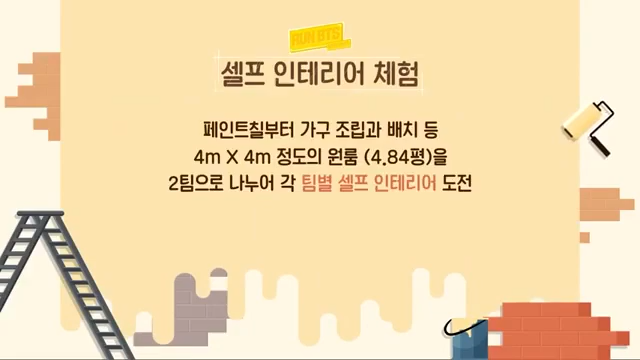 RUN BTS
셀프 인테리어 체험
페인트칠부터 가구 조립과 배치 등
4m X 4m 정도의 원룸 (4.84평)을
2팀으로 나누어 각 팀별 셀프 인테리어 도전